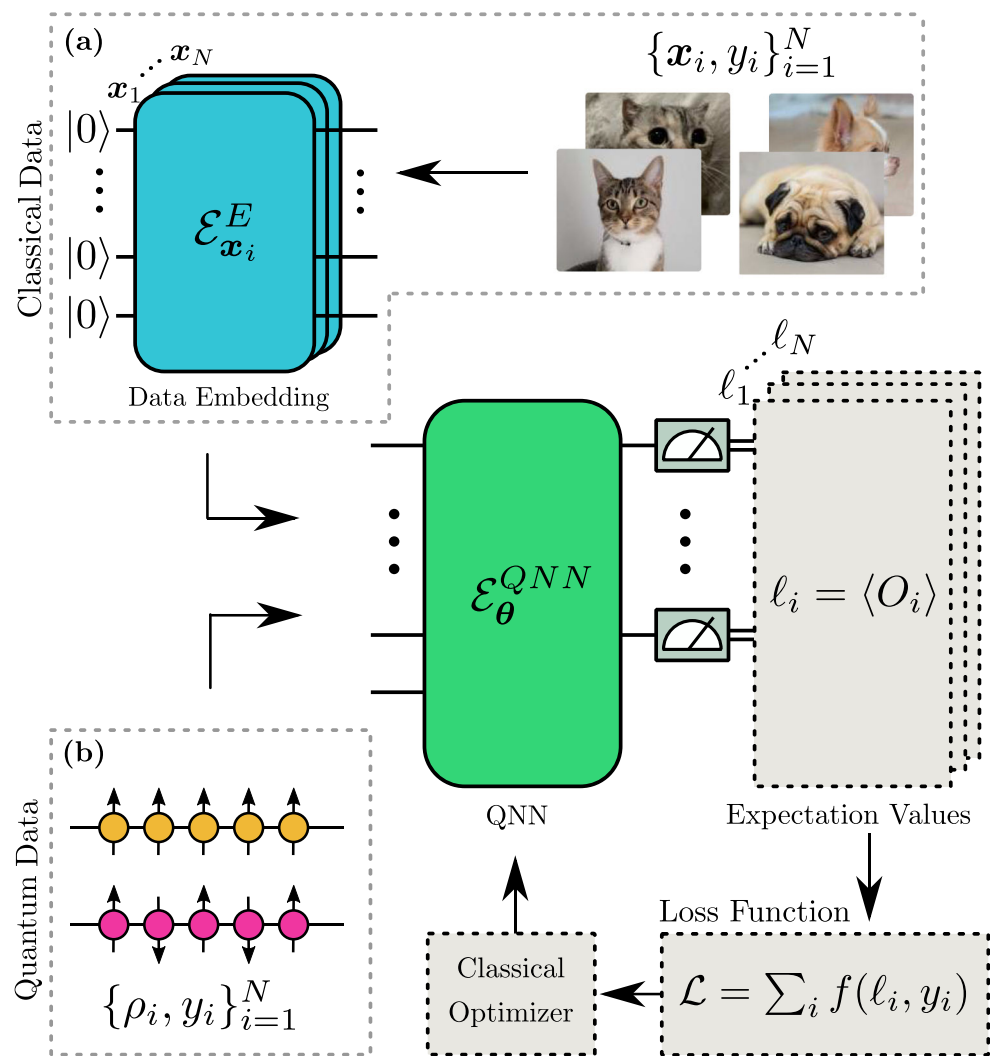 (a)
𝒙_1 ⋰ 𝒙_N
{𝒙_i, y_i}_{i=1}^N
Classical Data
|0⟩
⋮
|0⟩
|0⟩
ℰ_{𝒙_i}^E
⋮
Data Embedding
ℓ_1 ⋰ ℓ_N
ℰ_𝜽^{QNN}
ℓ_i = ⟨O_i⟩
QNN
Expectation Values
(b)
Quantum Data
{ρ_i, y_i}_{i=1}^N
Loss Function
ℒ = ∑_i f(ℓ_i, y_i)
Classical
Optimizer